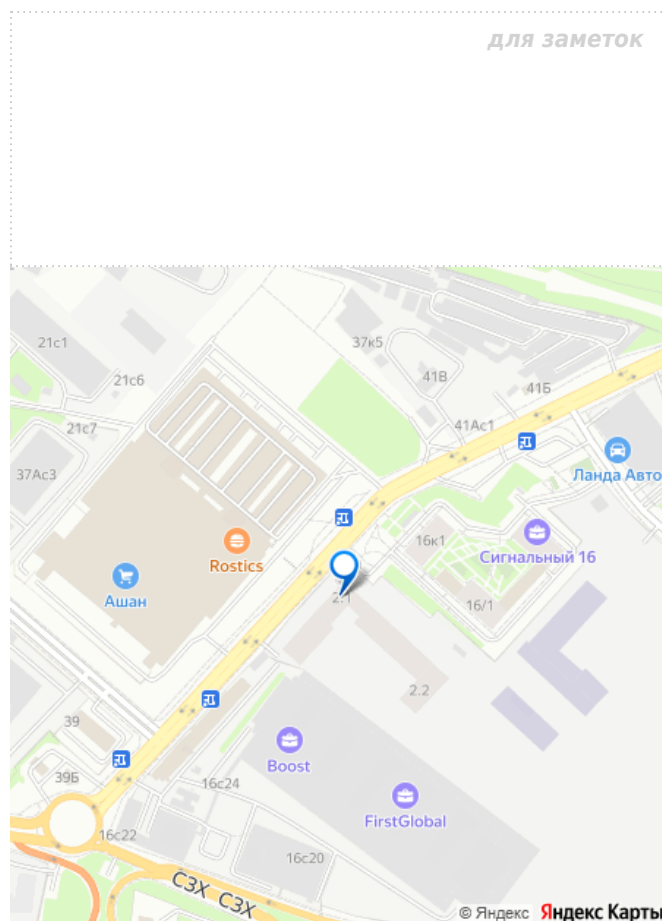 для заметок
21с1
37к5
21с6
41В
41Б
21с7
41Ас1
37Ас3
Ланда Авто
16к1
Rostics
Сигнальный 16
Ашан
2.1
16/1
2.2
39
Boost
39Б
16с24
FirstGlobal
16с22
16с20
СЗХ СЗХ
© Яндекс Яндекс Карты